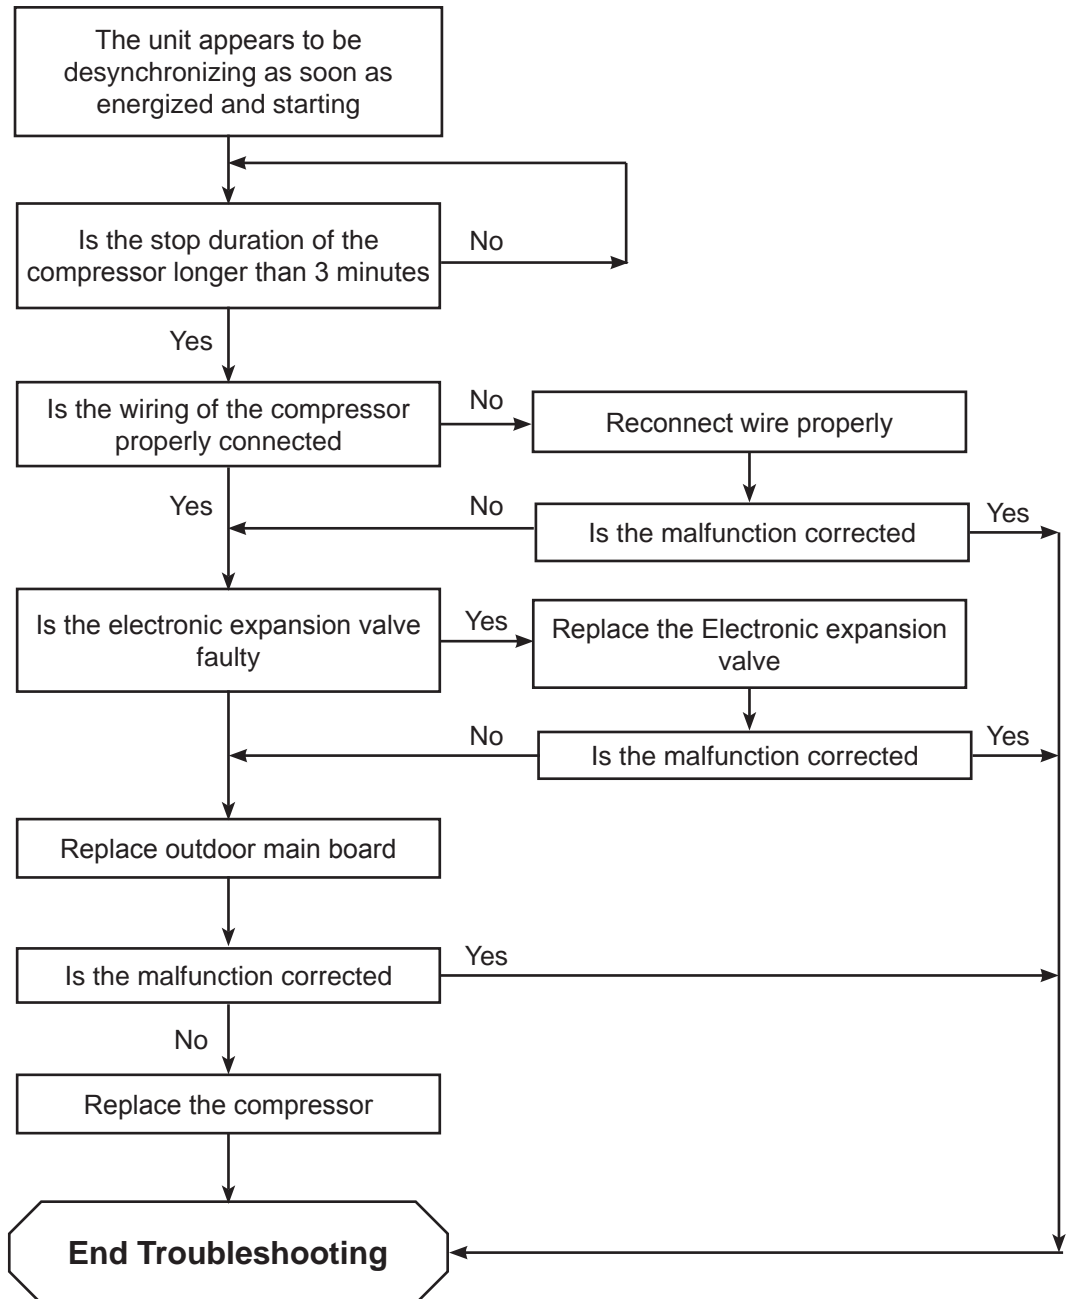 The unit appears to be
desynchronizing as soon as
energized and starting
Is the stop duration of the
compressor longer than 3 minutes
No
Yes
Is the wiring of the compressor
properly connected
No
Reconnect wire properly
Yes
No
Is the malfunction corrected
Yes
Is the electronic expansion valve
faulty
Yes
Replace the Electronic expansion
valve
No
Is the malfunction corrected
Yes
Replace outdoor main board
Is the malfunction corrected
Yes
No
Replace the compressor
End Troubleshooting